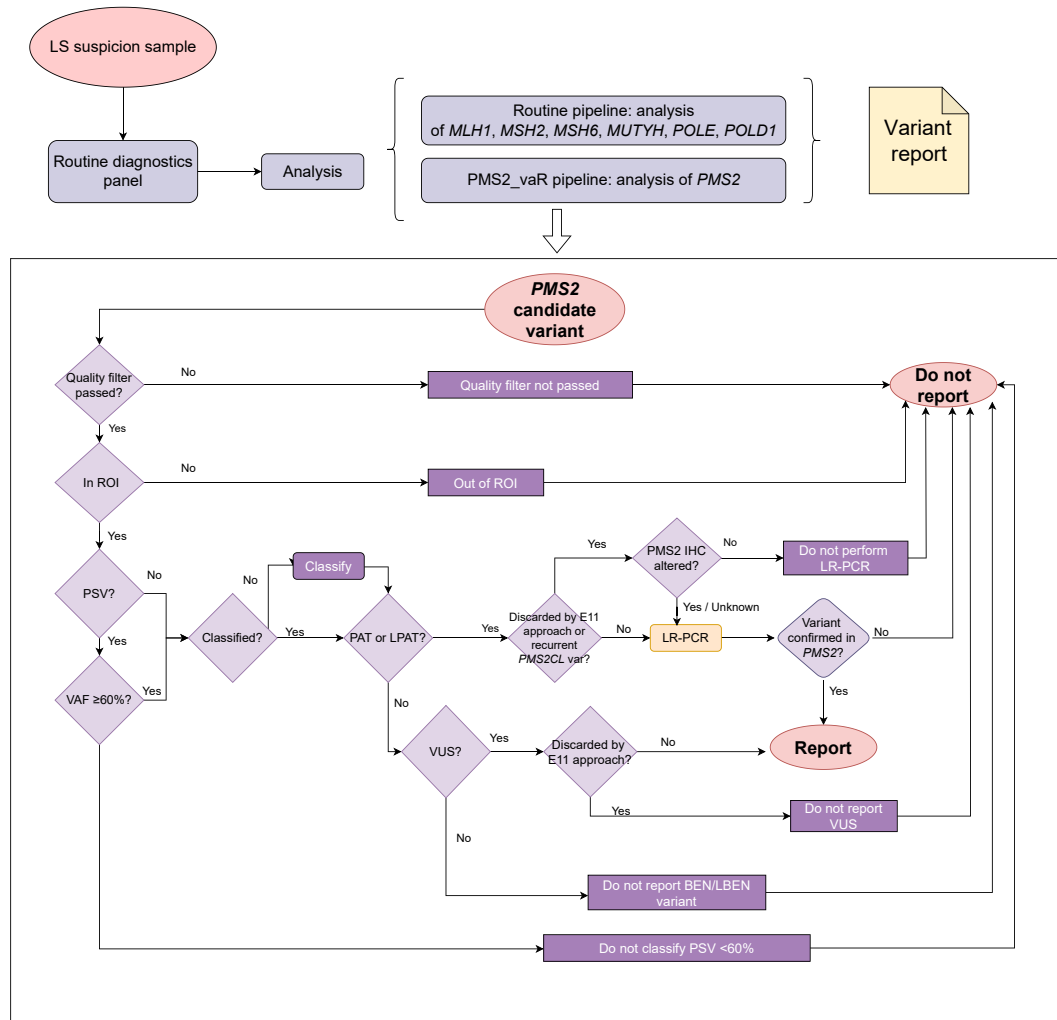 LS suspicion sample
Routine diagnostics
panel
Analysis
Routine pipeline: analysis
of MLH1, MSH2, MSH6, MUTYH, POLE, POLD1
PMS2_vaR pipeline: analysis of PMS2
Variant
report
PMS2
candidate
variant
Quality filter
passed?
No
Quality filter not passed
Do not
report
Yes
In ROI
No
Out of ROI
Yes
PSV?
No
Yes
VAF ≥60%?
Yes
Classified?
No
Classify
Yes
PAT or LPAT?
Yes
Discarded by E11
approach or
recurrent
PMS2CL var?
Yes
PMS2 IHC
altered?
No
Do not perform
LR-PCR
Yes / Unknown
No
LR-PCR
Variant
confirmed in
PMS2?
No
Yes
Report
No
VUS?
Yes
Discarded by
E11 approach?
No
Yes
Do not report
VUS
No
Do not report BEN/LBEN
variant
Do not classify PSV <60%